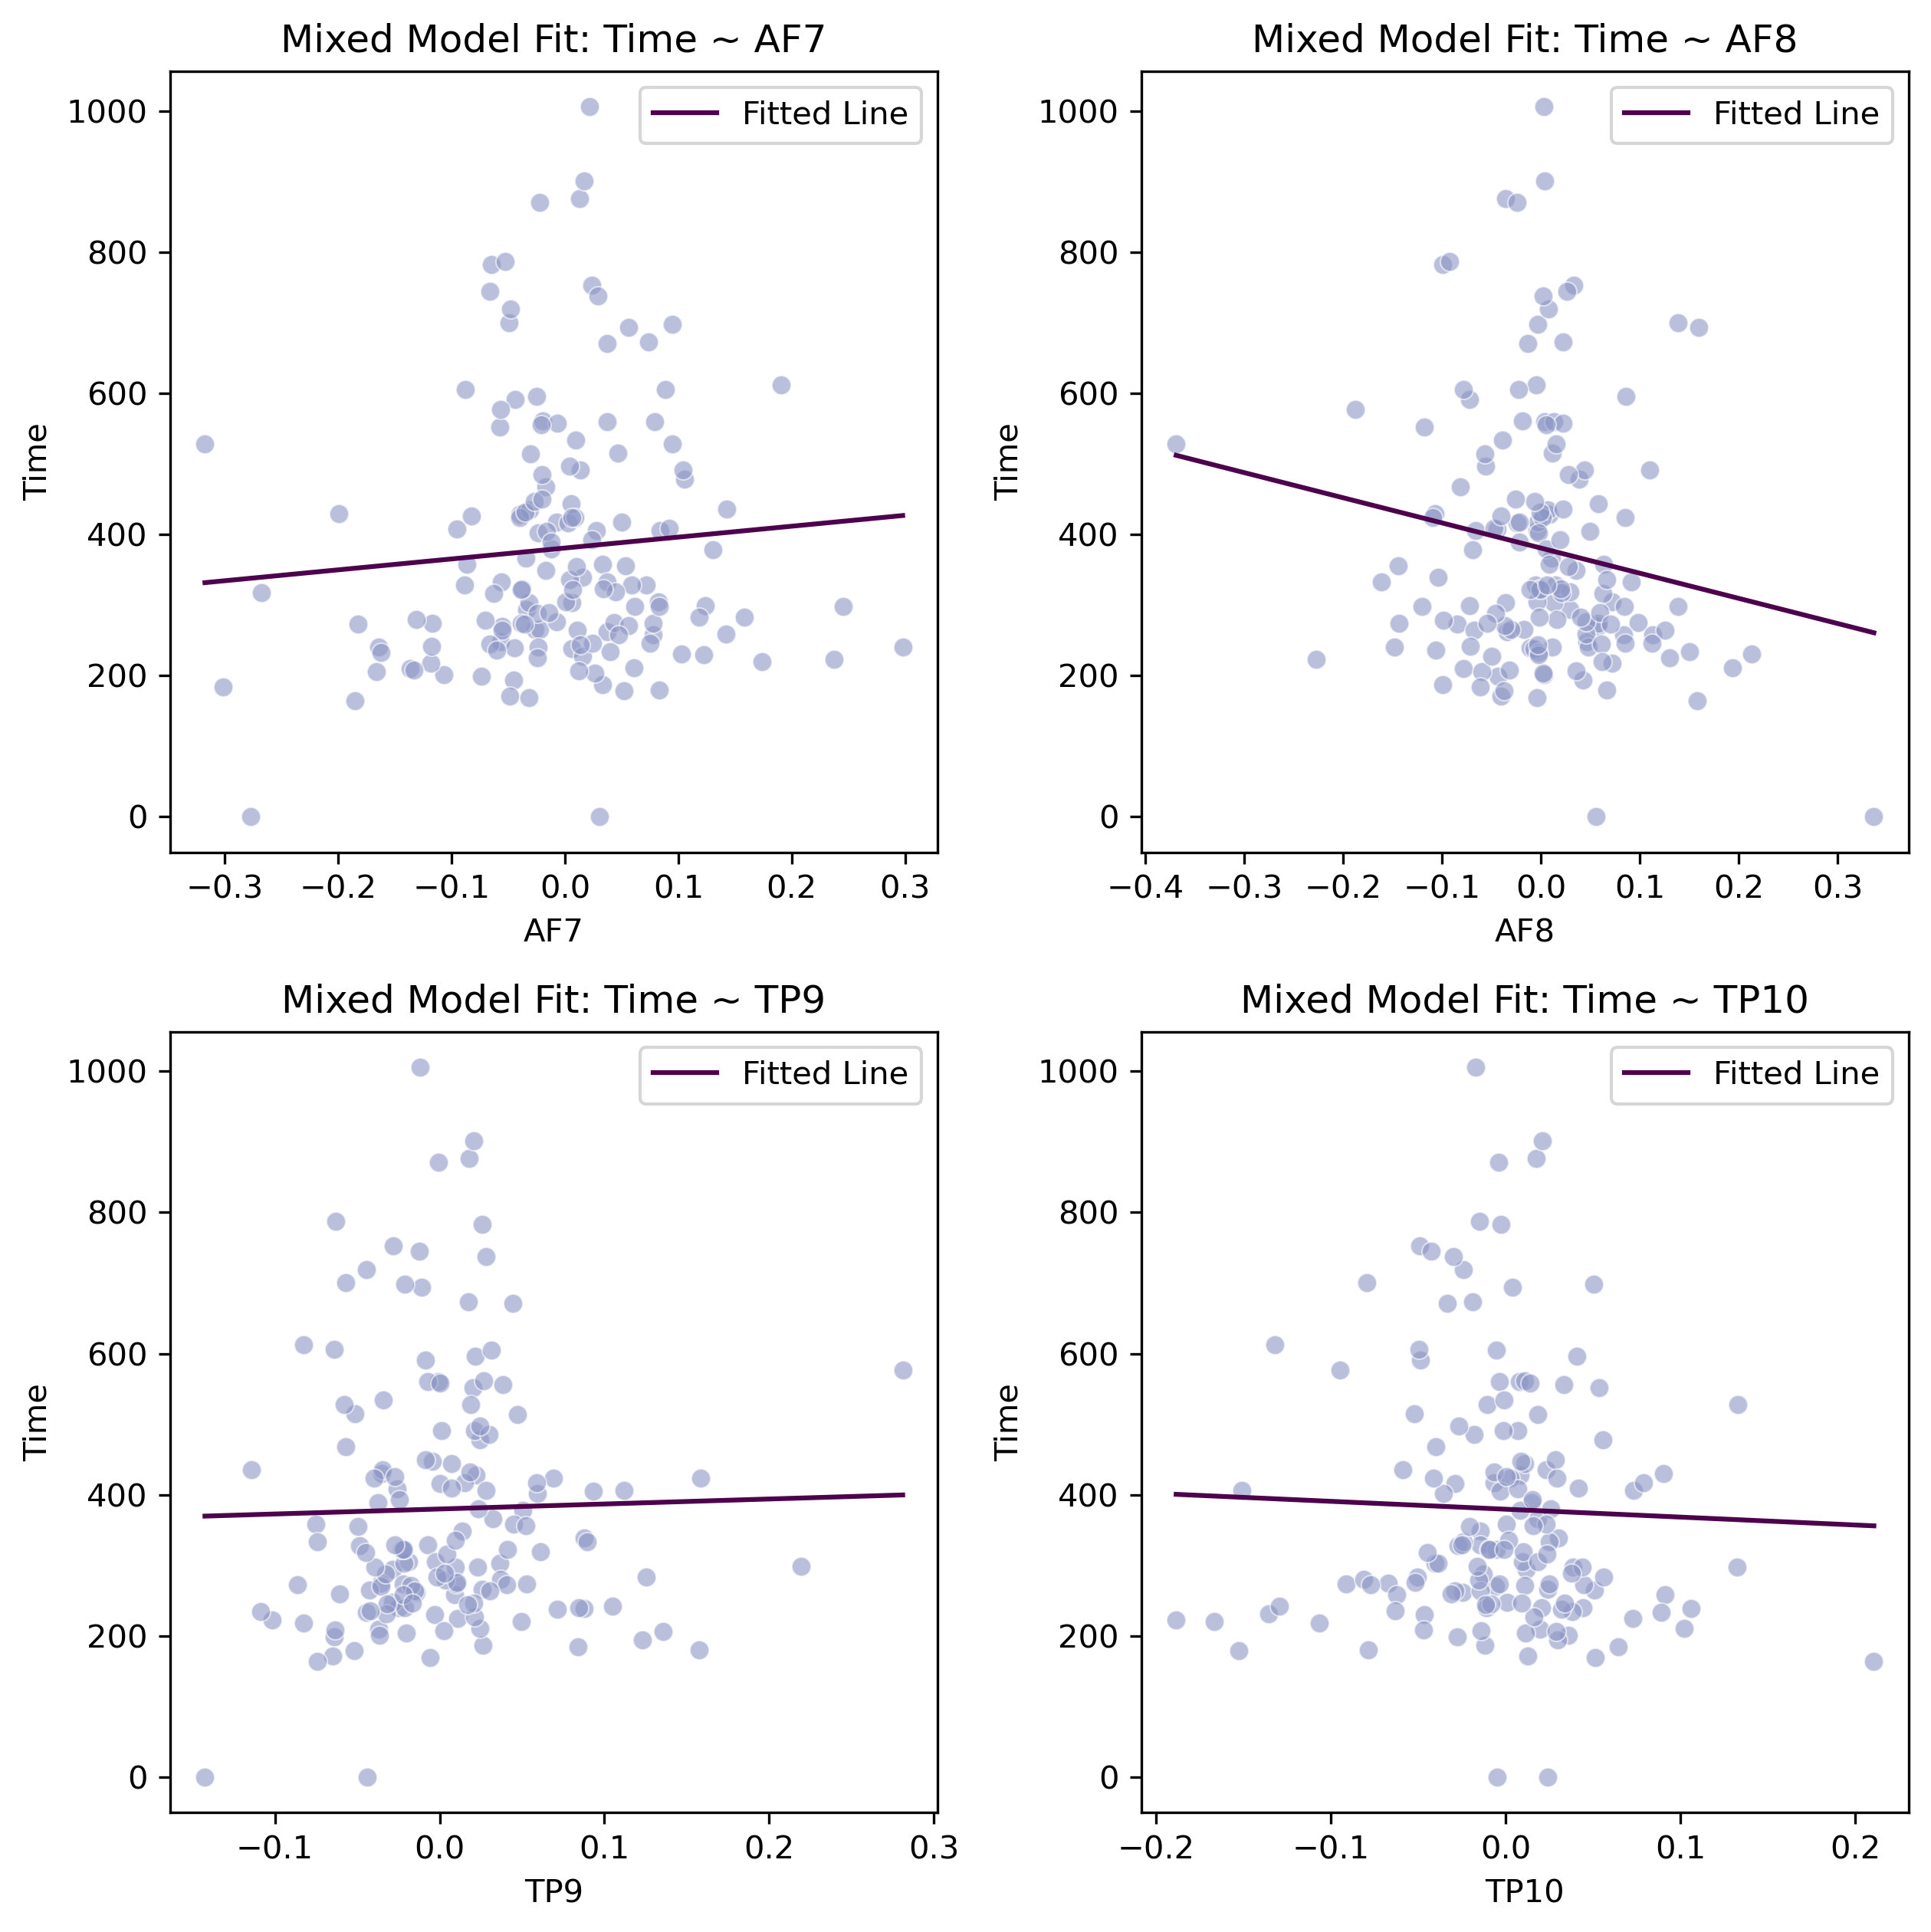 Mixed Model Fit: Time ~ AF7
Fitted Line
1000
800
600
400
200
0
Time
−0.3 −0.2 −0.1 0.0 0.1 0.2 0.3
AF7
Mixed Model Fit: Time ~ AF8
Fitted Line
1000
800
600
400
200
0
Time
−0.4 −0.3 −0.2 −0.1 0.0 0.1 0.2 0.3
AF8
Mixed Model Fit: Time ~ TP9
Fitted Line
1000
800
600
400
200
0
Time
−0.1 0.0 0.1 0.2 0.3
TP9
Mixed Model Fit: Time ~ TP10
Fitted Line
1000
800
600
400
200
0
Time
−0.2 −0.1 0.0 0.1 0.2
TP10